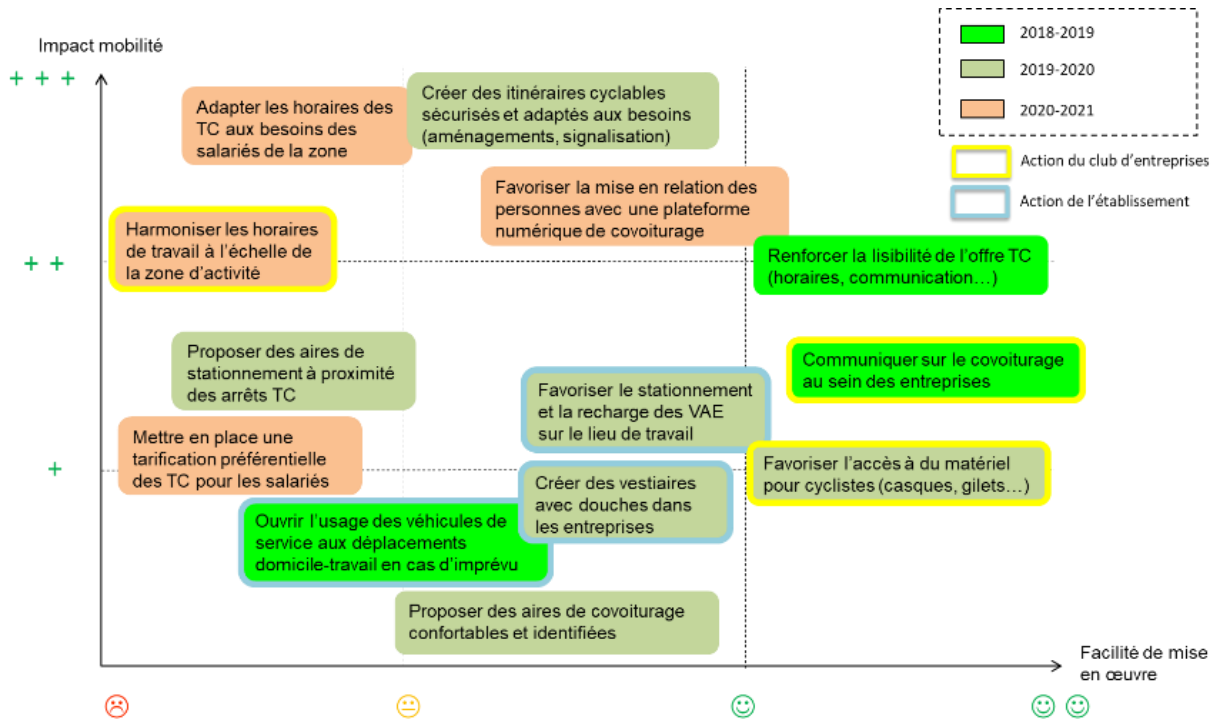 Impact mobilité
+ + +
+ +
+
2018-2019
2019-2020
2020-2021
Action du club d'entreprises
Action de l'établissement
Adapter les horaires des
TC aux besoins des
salariés de la zone
Créer des itinéraires cyclables
sécurisés et adaptés aux besoins
(aménagements, signalisation)
Favoriser la mise en relation des
personnes avec une plateforme
numérique de covoiturage
Harmoniser les horaires
de travail à l'échelle de
la zone d'activité
Renforcer la lisibilité de l'offre TC
(horaires, communication…)
Proposer des aires de
stationnement à proximité
des arrêts TC
Communiquer sur le covoiturage
au sein des entreprises
Favoriser le stationnement
et la recharge des VAE
sur le lieu de travail
Mettre en place une
tarification préférentielle
des TC pour les salariés
Favoriser l'accès à du matériel
pour cyclistes (casques, gilets…)
Créer des vestiaires
avec douches dans
les entreprises
Ouvrir l'usage des véhicules de
service aux déplacements
domicile-travail en cas d'imprévu
Proposer des aires de covoiturage
confortables et identifiées
Facilité de mise
en œuvre